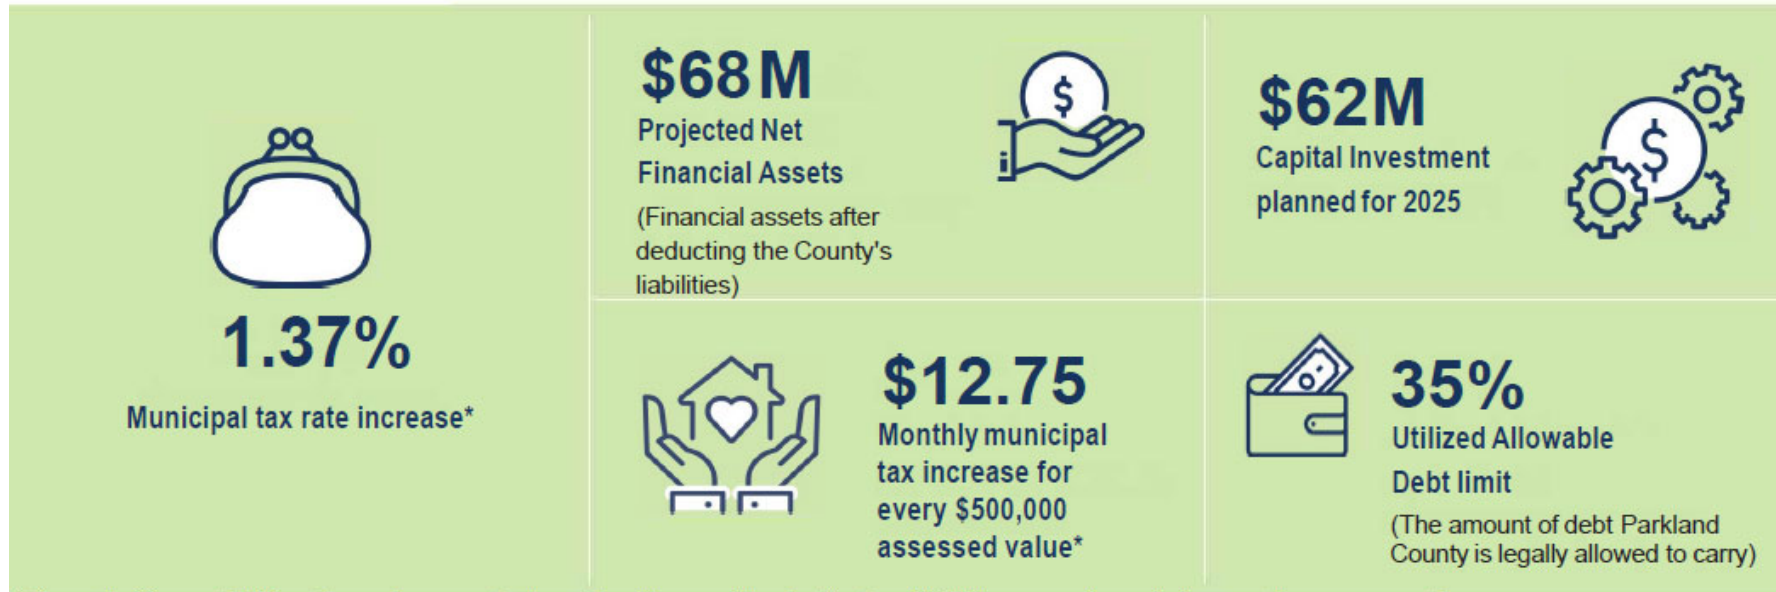 1.37%
Municipal tax rate increase*
$68M
Projected Net
Financial Assets
(Financial assets after
deducting the County's
liabilities)
$62M
Capital Investment
planned for 2025
$12.75
Monthly municipal
tax increase for
every $500,000
assessed value*
35%
Utilized Allowable
Debt limit
(The amount of debt Parkland
County is legally allowed to carry)